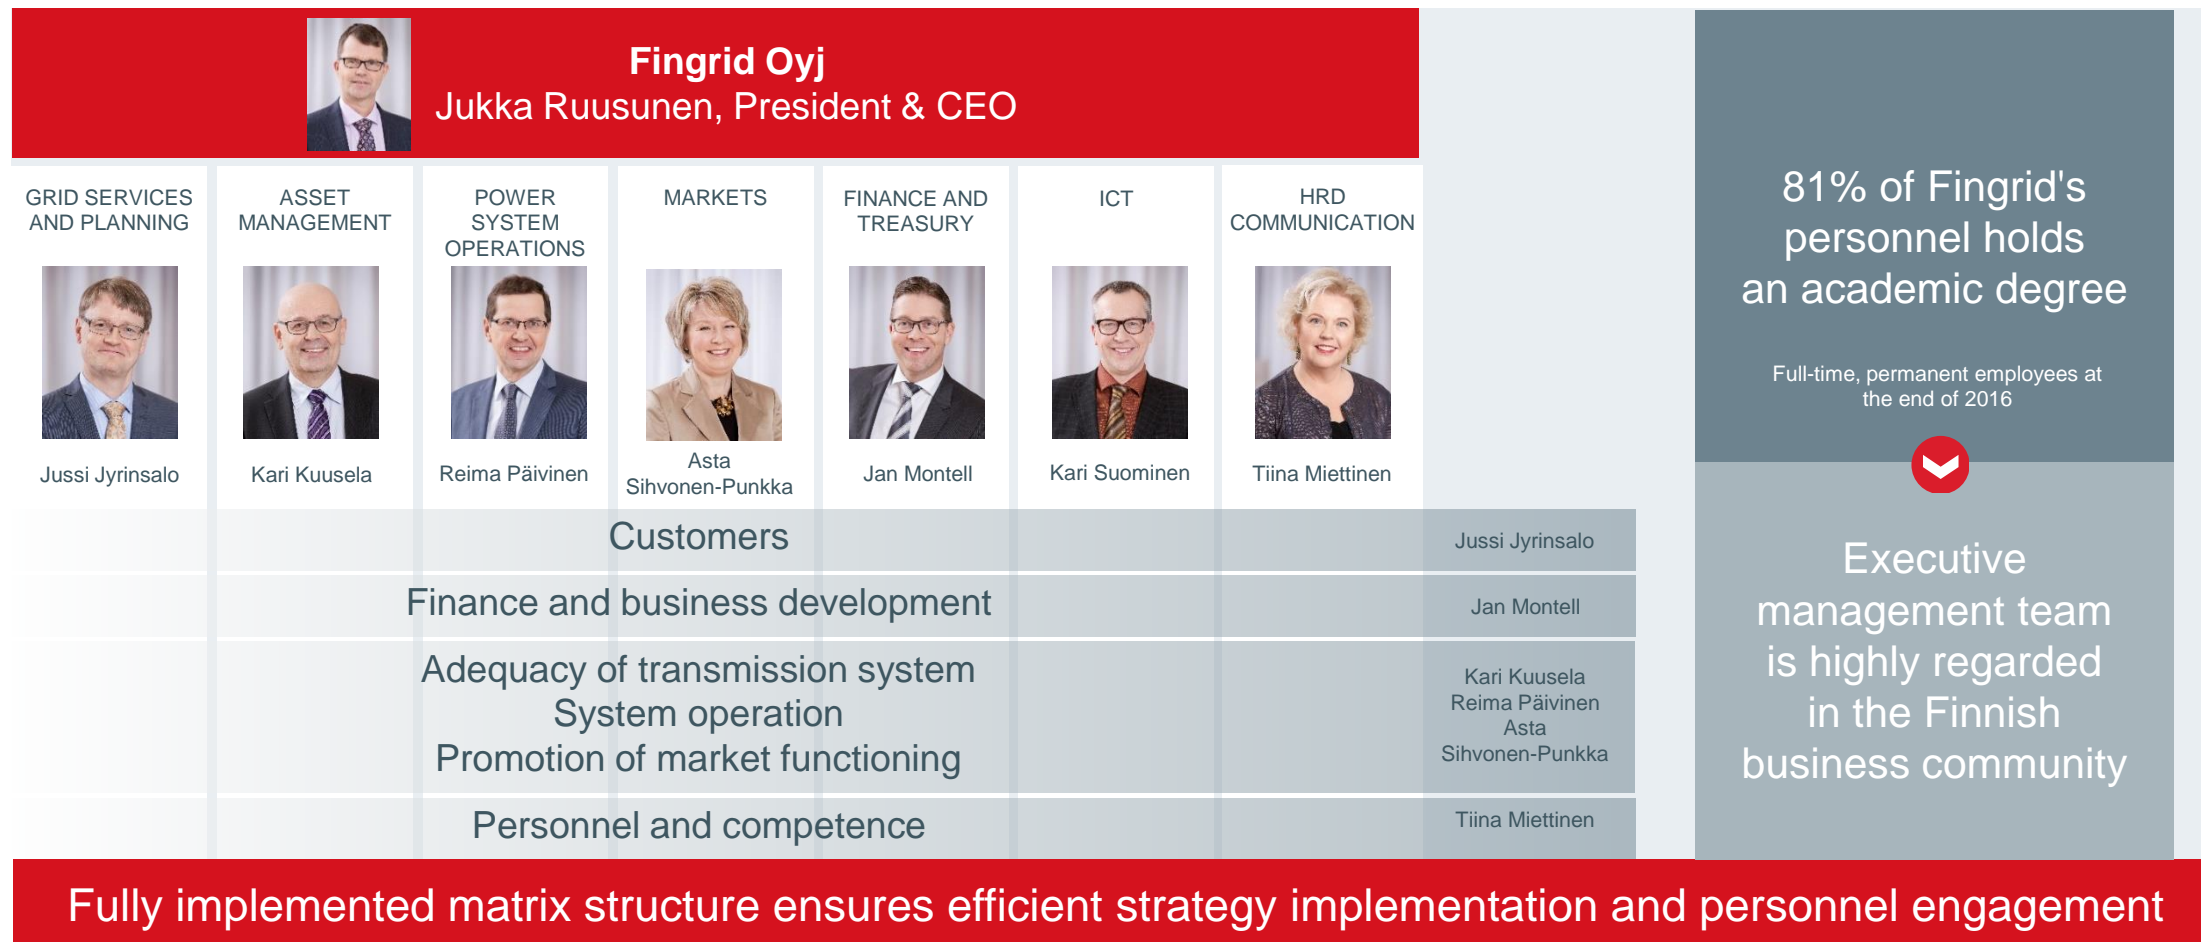 Fingrid Oyj
Jukka Ruusunen, President & CEO
GRID SERVICES
AND PLANNING
ASSET
MANAGEMENT
POWER
SYSTEM
OPERATIONS
MARKETS
FINANCE AND
TREASURY
ICT
HRD
COMMUNICATION
Jussi Jyrinsalo
Kari Kuusela
Reima Päivinen
Asta
Sihvonen-Punkka
Jan Montell
Kari Suominen
Tiina Miettinen
Customers
Jussi Jyrinsalo
Finance and business development
Jan Montell
Adequacy of transmission system
System operation
Promotion of market functioning
Kari Kuusela
Reima Päivinen
Asta
Sihvonen-Punkka
Personnel and competence
Tiina Miettinen
81% of Fingrid's
personnel holds
an academic degree
Full-time, permanent employees at
the end of 2016
Executive
management team
is highly regarded
in the Finnish
business community
Fully implemented matrix structure ensures efficient strategy implementation and personnel engagement